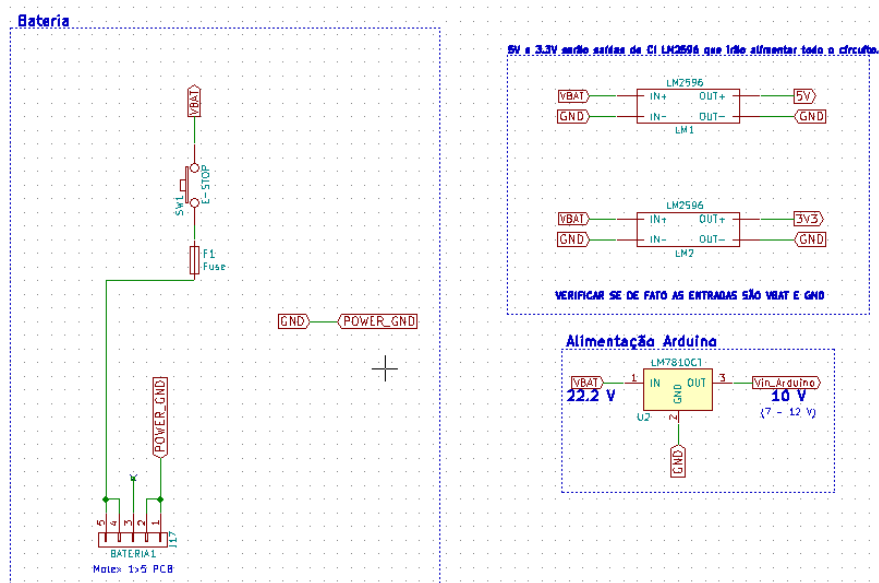 Bateria
VBAT
SW1
E-STOP
F1
Fuse
GND
POWER_GND
POWER_GND
5
4
3
2
1
J17
BATERIA1
Molex 1x5 PCB
5V e 3.3V serão saídas de CI LM2596 que irão alimentar todo o circuito.
LM2596
VBAT IN+ OUT+ 5V
GND IN- OUT- GND
LM1
LM2596
VBAT IN+ OUT+ 3V3
GND IN- OUT- GND
LM2
VERIFICAR SE DE FATO AS ENTRADAS SÃO VBAT E GND
Alimentação Arduino
LM7810CT
VBAT 1 IN OUT 3 Vin_Arduino
22.2 V
GND
10 V
U2
2
(7 - 12 V)
GND